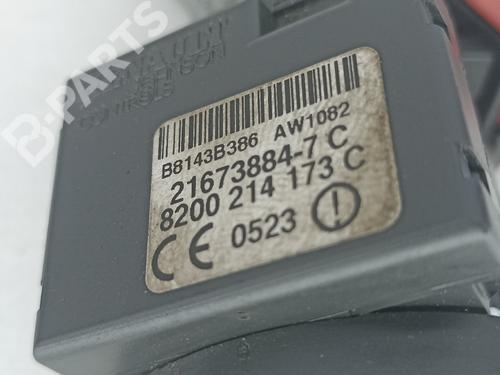 B-PARTS
B8143B386 AW1082
21673884-7 C
8200 214 173 C
CE 0523